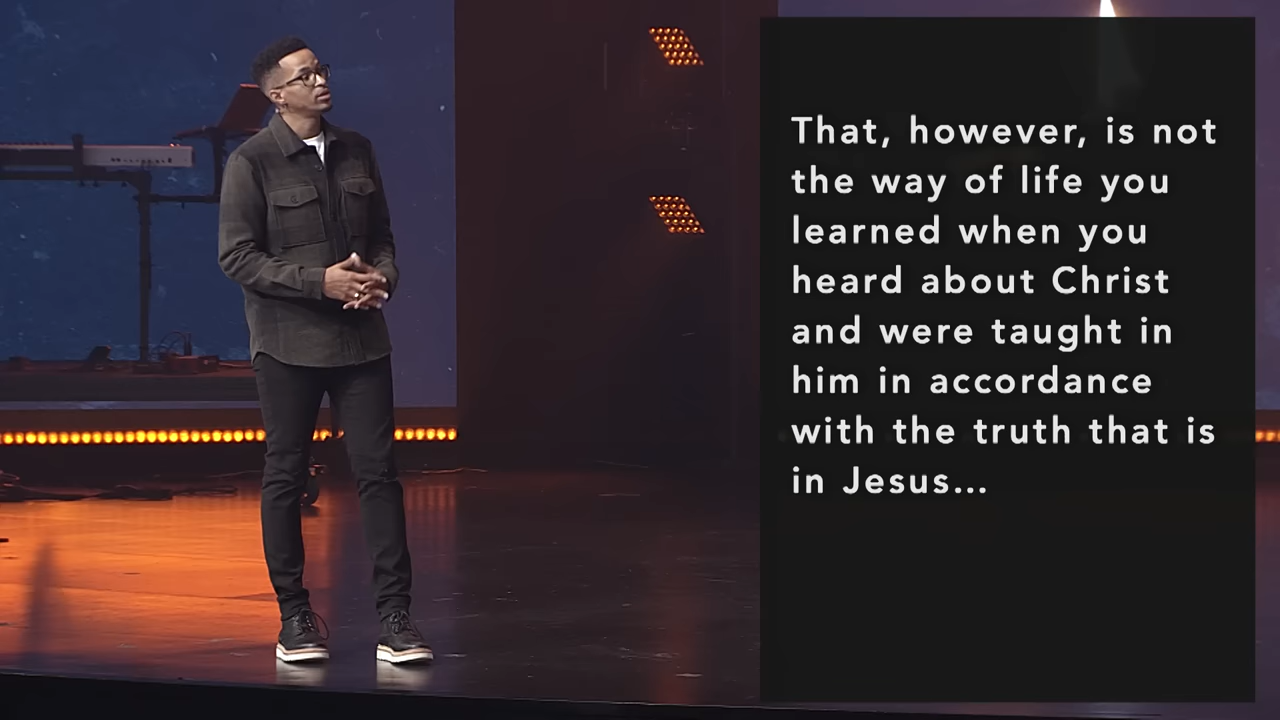 That, however, is not
the way of life you
learned when you
heard about Christ
and were taught in
him in accordance
with the truth that is
in Jesus...